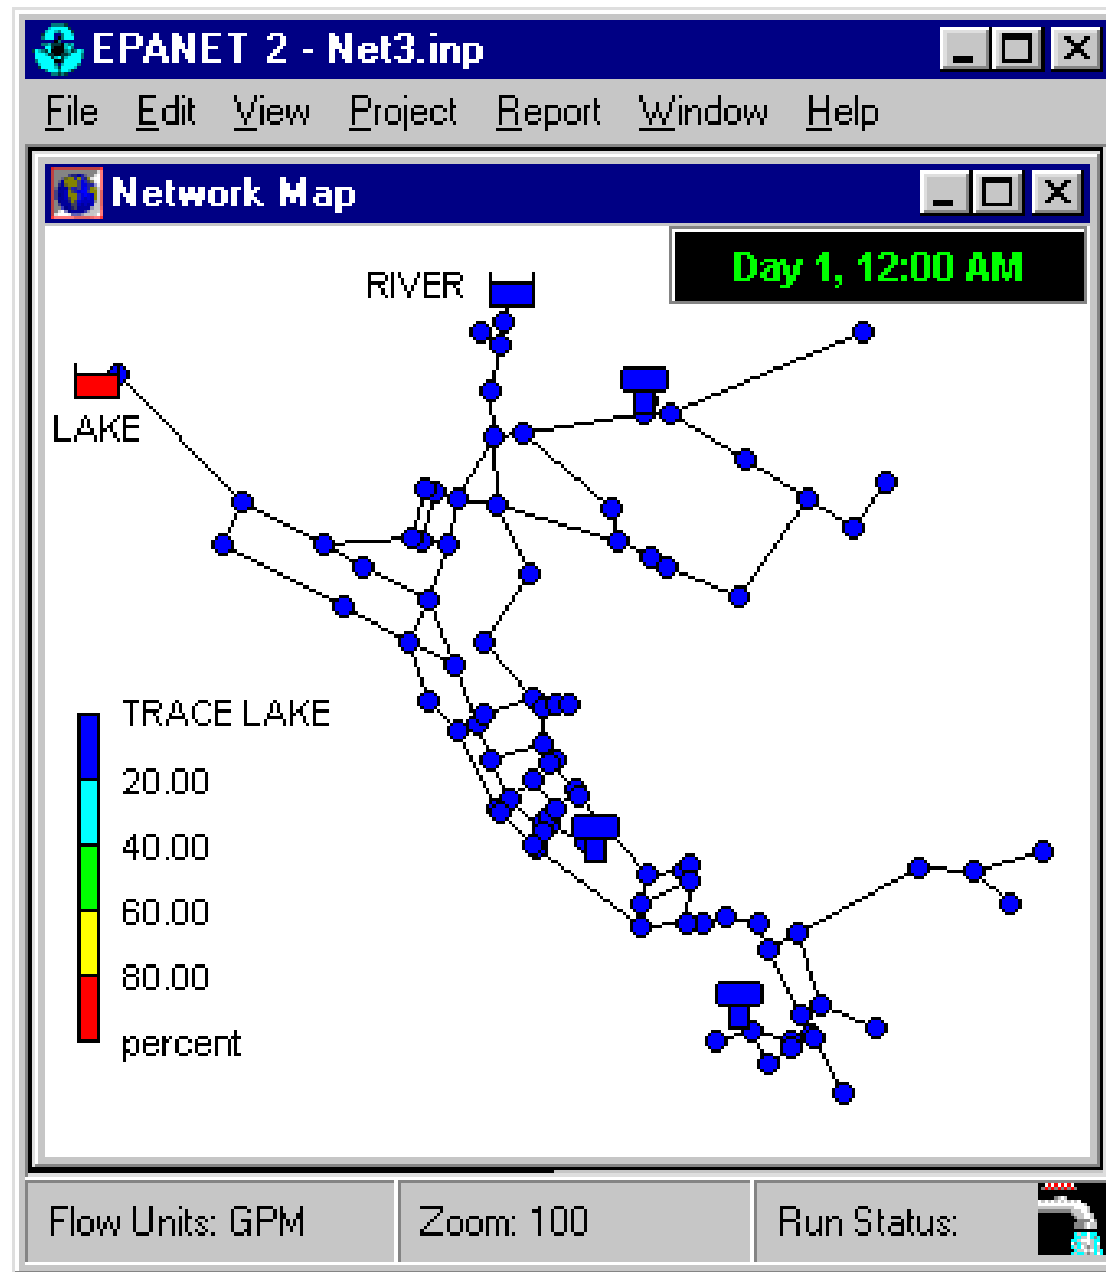 EPANET 2 - Net3.inp
File Edit View Project Report Window Help
Network Map
Day 1, 12:00 AM
RIVER
LAKE
TRACE LAKE
20.00
40.00
60.00
80.00
percent
Flow Units: GPM Zoom: 100 Run Status: